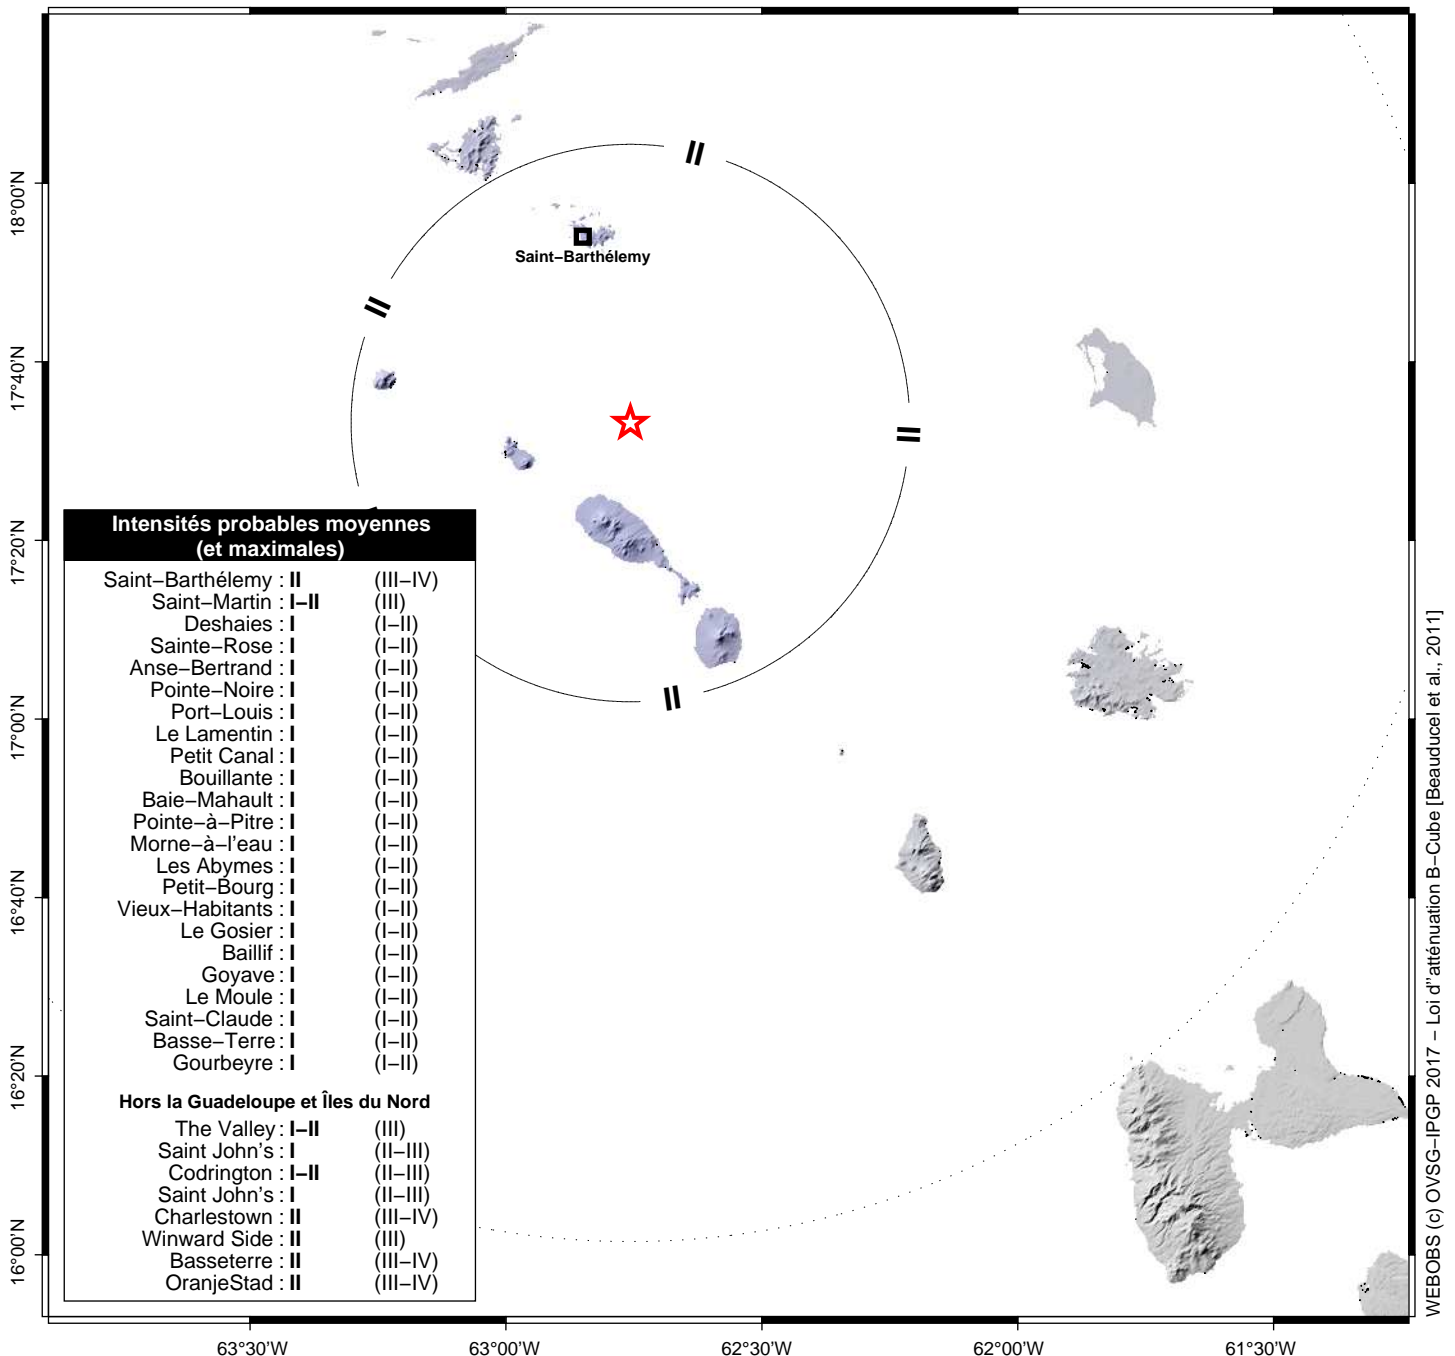 18°00'N
17°40'N
17°20'N
17°00'N
16°40'N
16°20'N
16°00'N
63°30'W
63°00'W
62°30'W
62°00'W
61°30'W
II
II
II
II
Saint–Barthélemy
Intensités probables moyennes
(et maximales)
Saint–Barthélemy : II (III–IV)
Saint–Martin : I–II (III)
Deshaies : I (I–II)
Sainte–Rose : I (I–II)
Anse–Bertrand : I (I–II)
Pointe–Noire : I (I–II)
Port–Louis : I (I–II)
Le Lamentin : I (I–II)
Petit Canal : I (I–II)
Bouillante : I (I–II)
Baie–Mahault : I (I–II)
Pointe–à–Pitre : I (I–II)
Morne–à–l'eau : I (I–II)
Les Abymes : I (I–II)
Petit–Bourg : I (I–II)
Vieux–Habitants : I (I–II)
Le Gosier : I (I–II)
Baillif : I (I–II)
Goyave : I (I–II)
Le Moule : I (I–II)
Saint–Claude : I (I–II)
Basse–Terre : I (I–II)
Gourbeyre : I (I–II)
Hors la Guadeloupe et Îles du Nord
The Valley : I–II (III)
Saint John's : I (II–III)
Codrington : I–II (II–III)
Saint John's : I (II–III)
Charlestown : II (III–IV)
Winward Side : II (III)
Basseterre : II (III–IV)
OranjeStad : II (III–IV)
WEBOBS (c) OVSG–IPGP 2017 – Loi d''atténuation B–Cube [Beauducel et al., 2011]